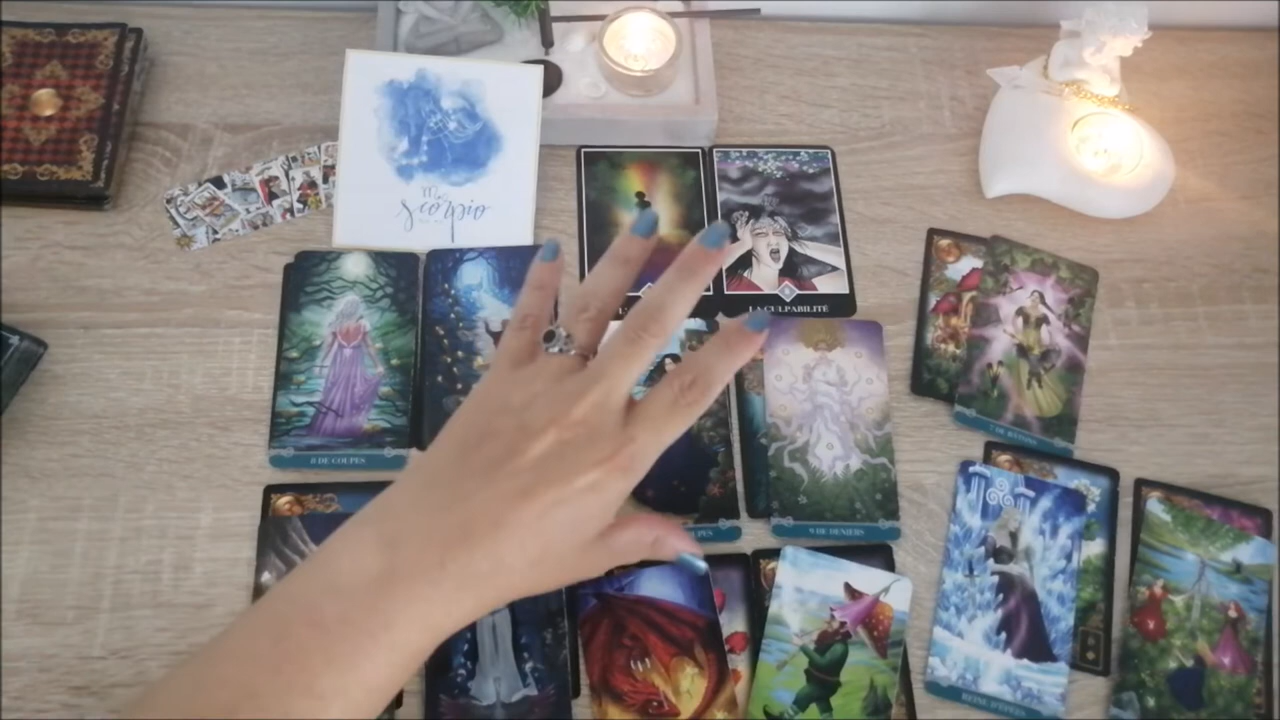 scorpio
LA CULPABILITÉ
8 DE COUPES
7 DE BÂTONS
9 DE DENIERS
REINE D'ÉPÉES